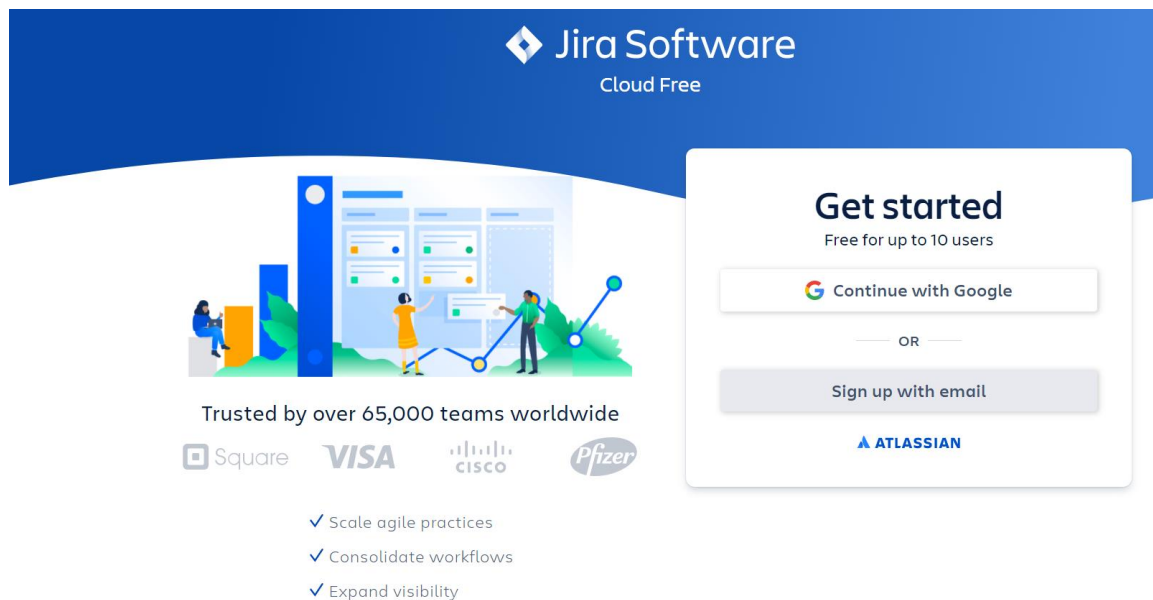 Jira Software
Cloud Free
Get started
Free for up to 10 users
Continue with Google
OR
Sign up with email
ATLASSIAN
Trusted by over 65,000 teams worldwide
Square VISA CISCO Pfizer
Scale agile practices
Consolidate workflows
Expand visibility